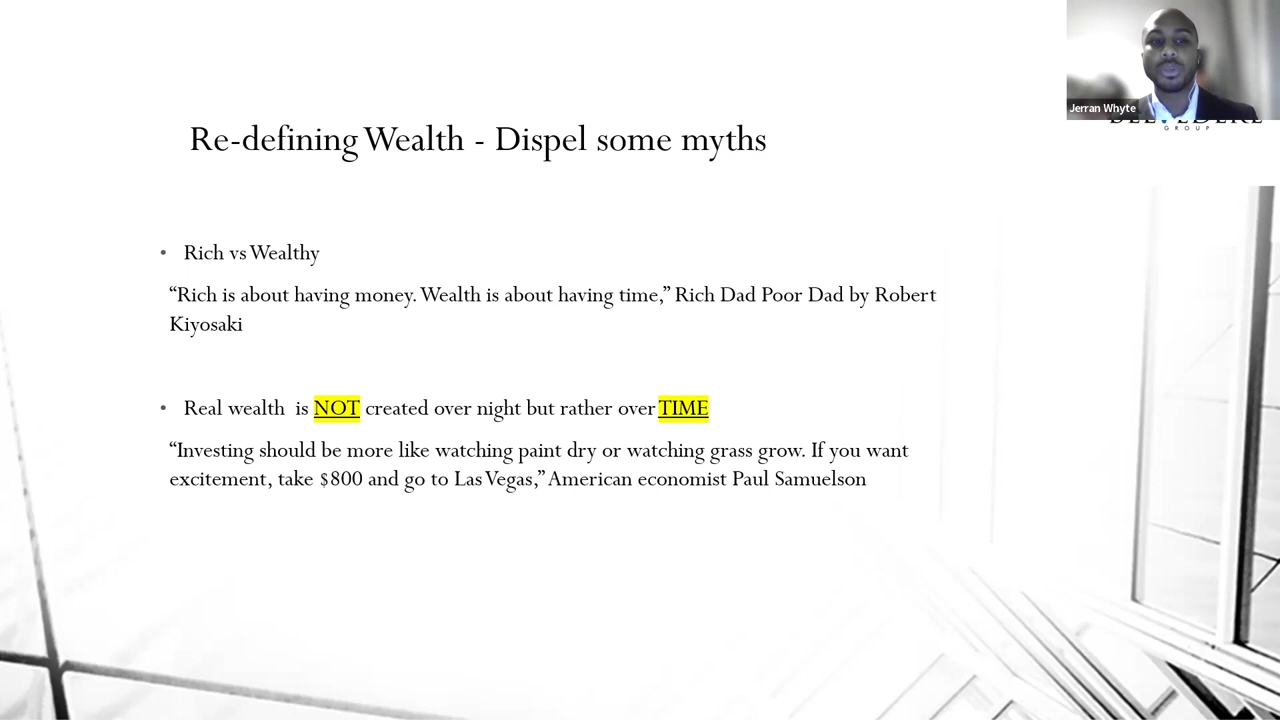 Jerran Whyte
GROUP
Re-defining Wealth - Dispel some myths
• Rich vs Wealthy
“Rich is about having money. Wealth is about having time,” Rich Dad Poor Dad by Robert
Kiyosaki
• Real wealth is NOT created over night but rather over TIME
“Investing should be more like watching paint dry or watching grass grow. If you want
excitement, take $800 and go to Las Vegas,” American economist Paul Samuelson